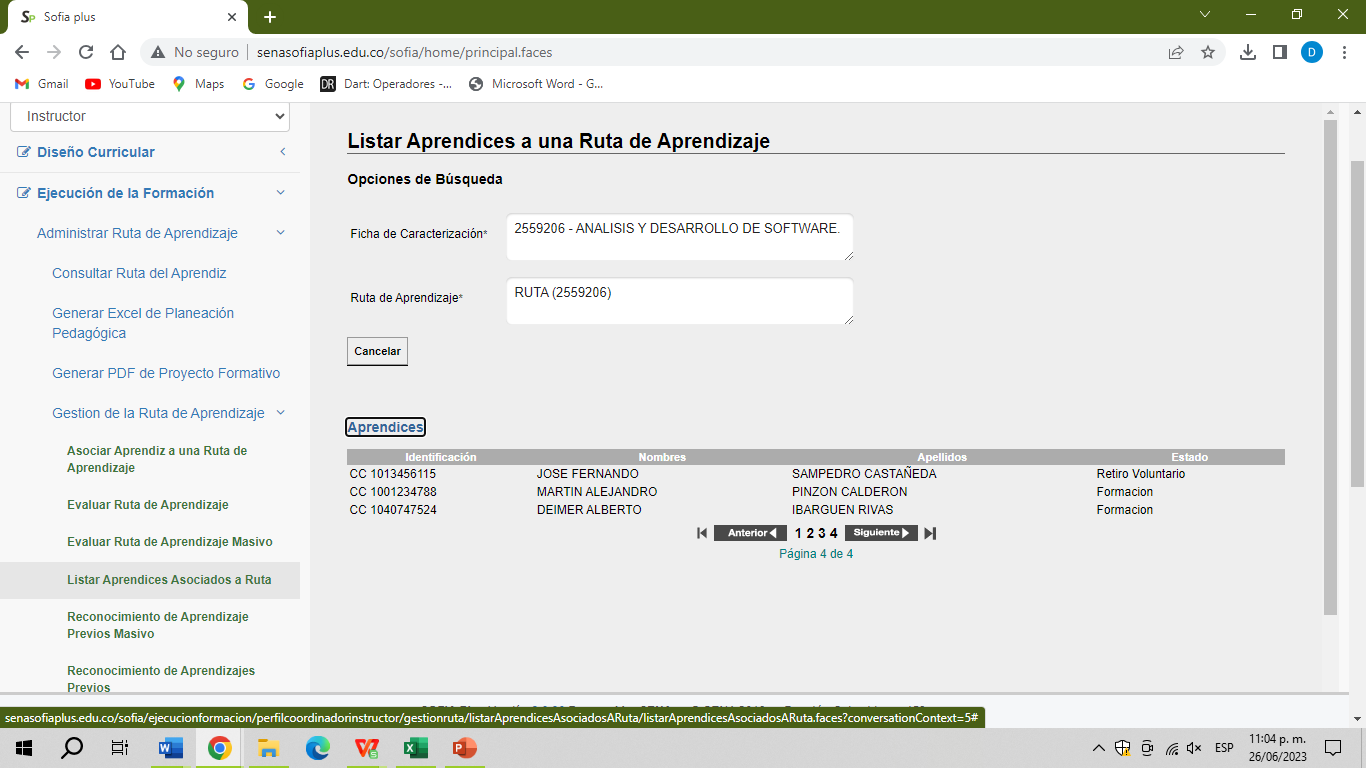 Sofia plus
No seguro
senasofiaplus.edu.co/sofia/home/principal.faces
D
Gmail
YouTube
Maps
Google
DR
Dart: Operadores -...
Microsoft Word - G...
Instructor
Diseño Curricular
Ejecución de la Formación
Administrar Ruta de Aprendizaje
Consultar Ruta del Aprendiz
Generar Excel de Planeación
Pedagógica
Generar PDF de Proyecto Formativo
Gestion de la Ruta de Aprendizaje
Asociar Aprendiz a una Ruta de
Aprendizaje
Evaluar Ruta de Aprendizaje
Evaluar Ruta de Aprendizaje Masivo
Listar Aprendices Asociados a Ruta
Reconocimiento de Aprendizaje
Previos Masivo
Reconocimiento de Aprendizajes
Previos
Listar Aprendices a una Ruta de Aprendizaje
Opciones de Búsqueda
Ficha de Caracterización* 2559206 - ANALISIS Y DESARROLLO DE SOFTWARE.
Ruta de Aprendizaje* RUTA (2559206)
Cancelar
Aprendices
Identificación Nombres Apellidos Estado
CC 1013456115 JOSE FERNANDO SAMPEDRO CASTAÑEDA Retiro Voluntario
CC 1001234788 MARTIN ALEJANDRO PINZON CALDERON Formacion
CC 1040747524 DEIMER ALBERTO IBARGUEN RIVAS Formacion
Anterior 1 2 3 4 Siguiente
Página 4 de 4
senasofiaplus.edu.co/sofia/ejecucionformacion/perfilcoordinadorinstructor/gestionruta/listarAprendicesAsociadosARuta/listarAprendicesAsociadosARuta.faces?conversationContext=5#
ESP
11:04 p. m.
26/06/2023